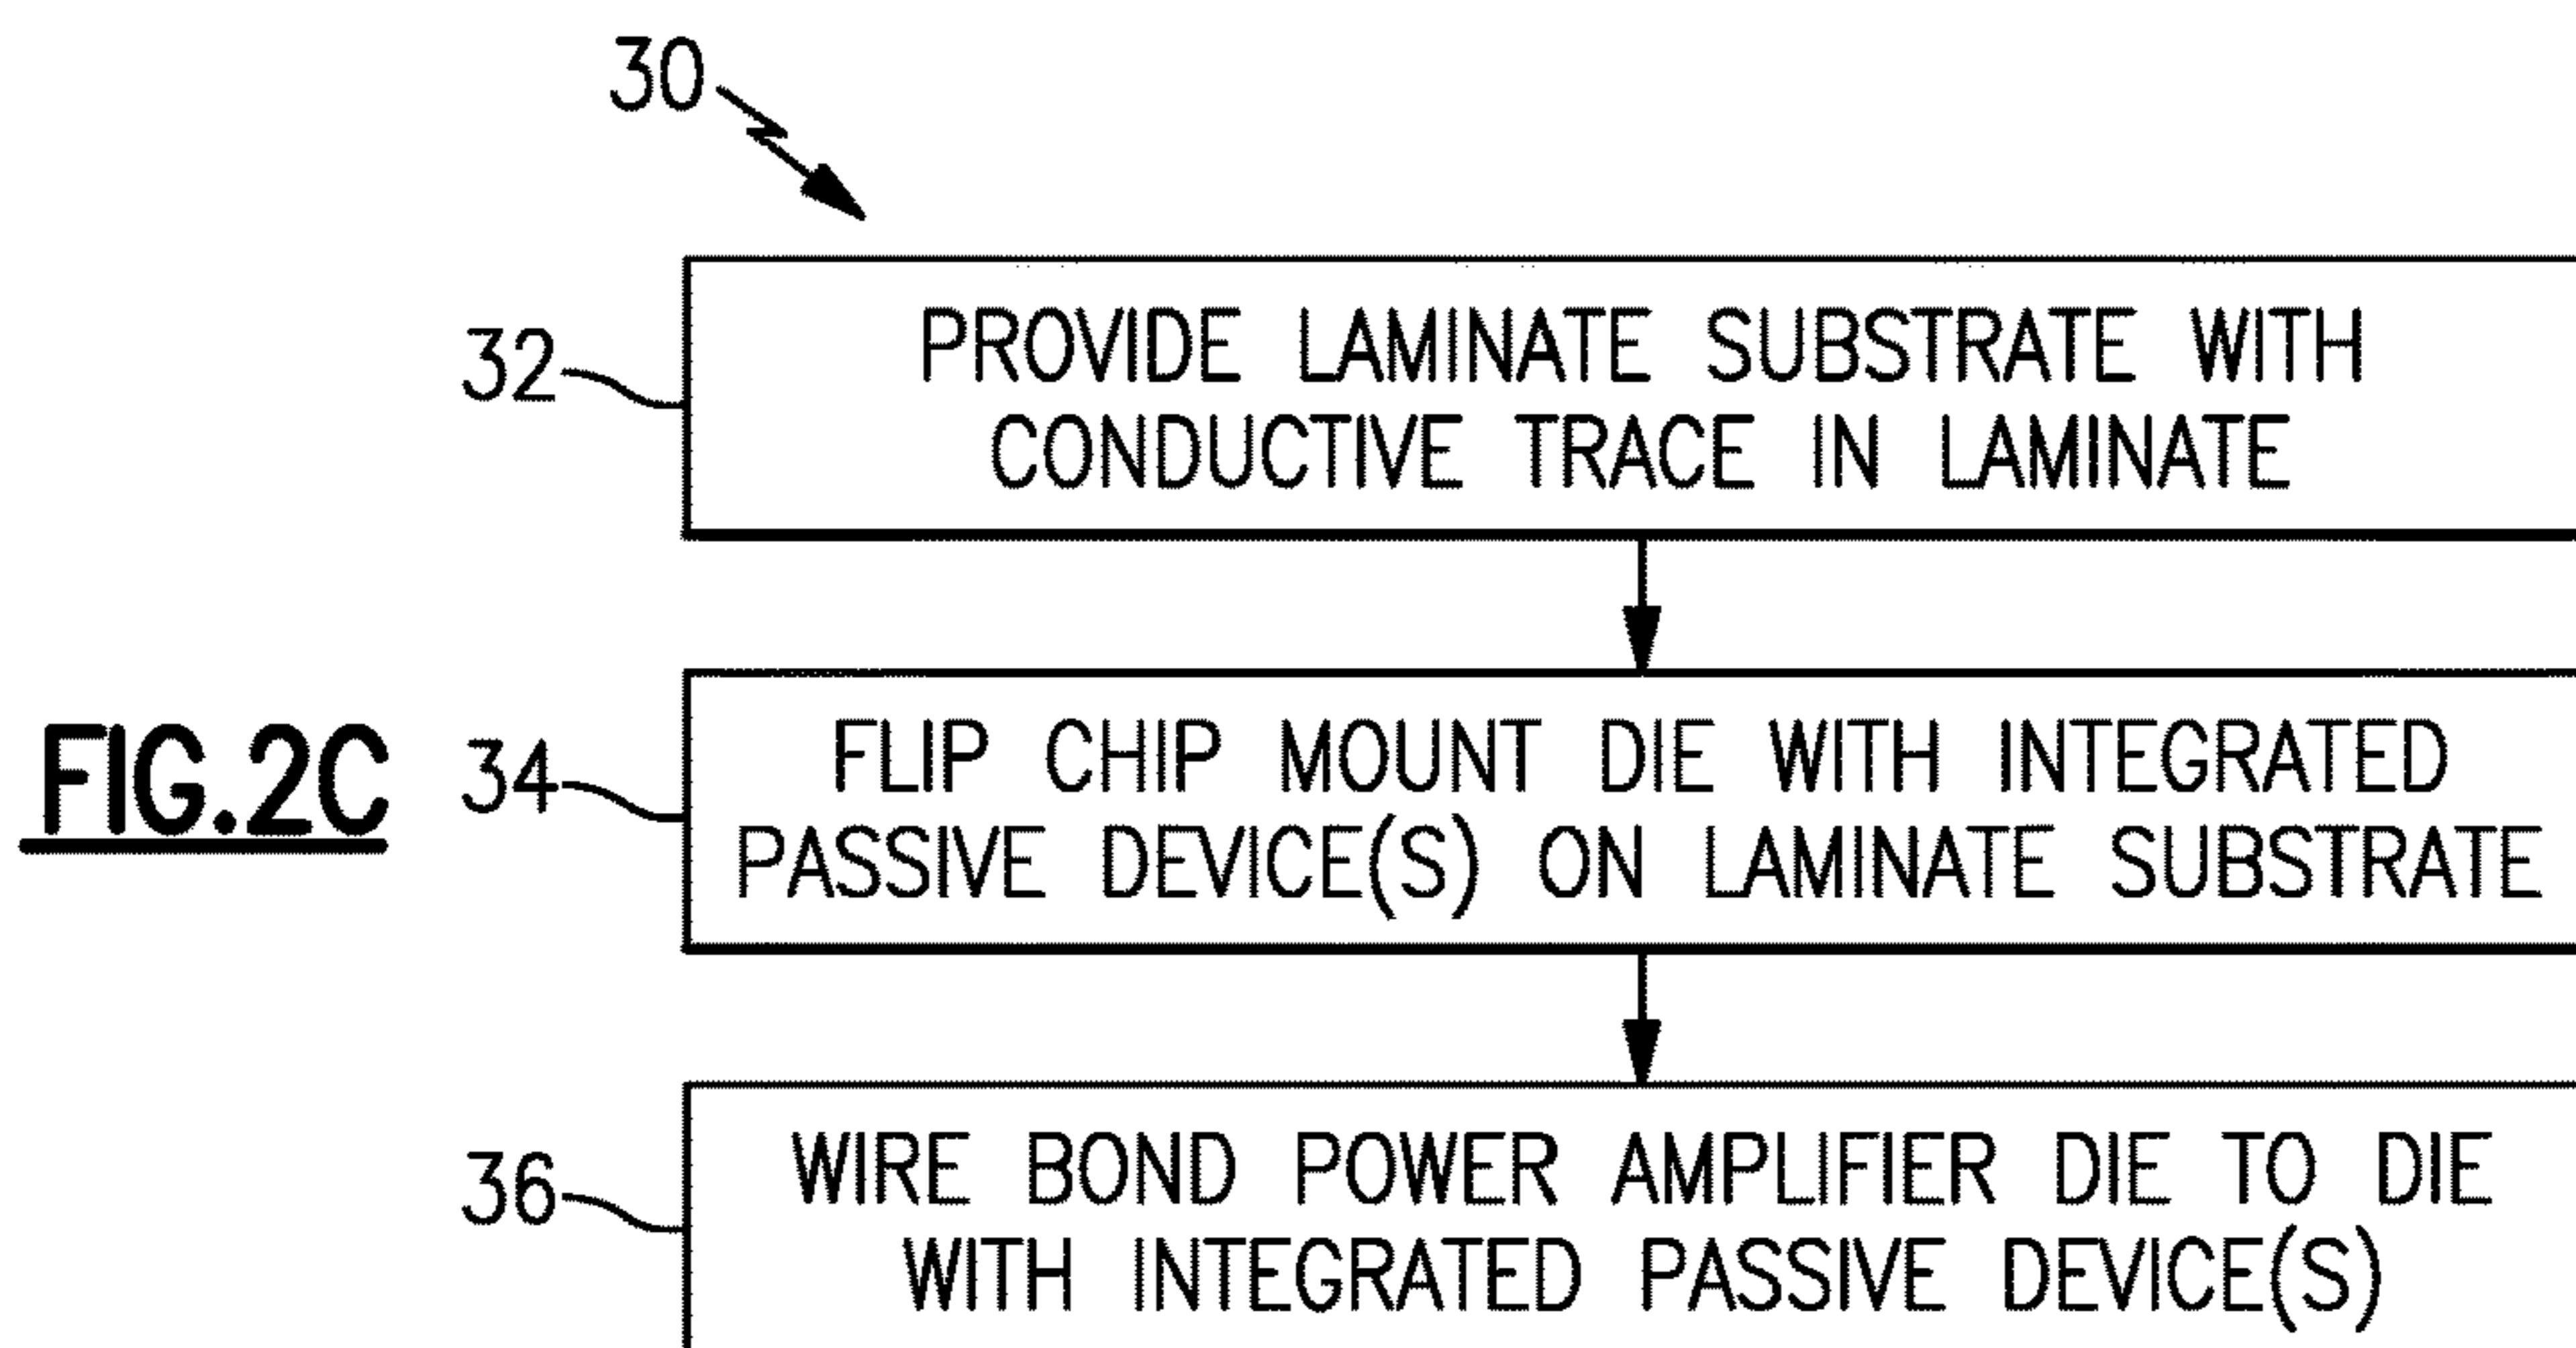 30
32
PROVIDE LAMINATE SUBSTRATE WITH
CONDUCTIVE TRACE IN LAMINATE
FIG.2C
34
FLIP CHIP MOUNT DIE WITH INTEGRATED
PASSIVE DEVICE(S) ON LAMINATE SUBSTRATE
36
WIRE BOND POWER AMPLIFIER DIE TO DIE
WITH INTEGRATED PASSIVE DEVICE(S)